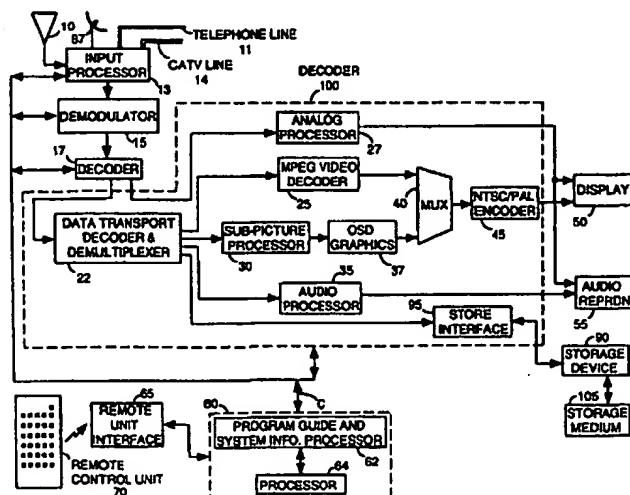 10
87
TELEPHONE LINE
11
CATV LINE
14
INPUT
PROCESSOR
13
DECODER
100
DEMODULATOR
15
ANALOG
PROCESSOR
27
17
DECODER
MPEG VIDEO
DECODER
25
40
MUX
NTSC/PAL
ENCODER
45
DISPLAY
50
DATA TRANSPORT
DECODER &
DEMULTIPLEXER
22
SUB-PICTURE
PROCESSOR
30
OSD
GRAPHICS
37
35
AUDIO
PROCESSOR
95
STORE
INTERFACE
AUDIO
REPRDN
55
90
STORAGE
DEVICE
105
STORAGE
MEDIUM
65
REMOTE
UNIT
INTERFACE
C
60
PROGRAM GUIDE AND
SYSTEM INFO. PROCESSOR
62
PROCESSOR
64
REMOTE
CONTROL UNIT
70